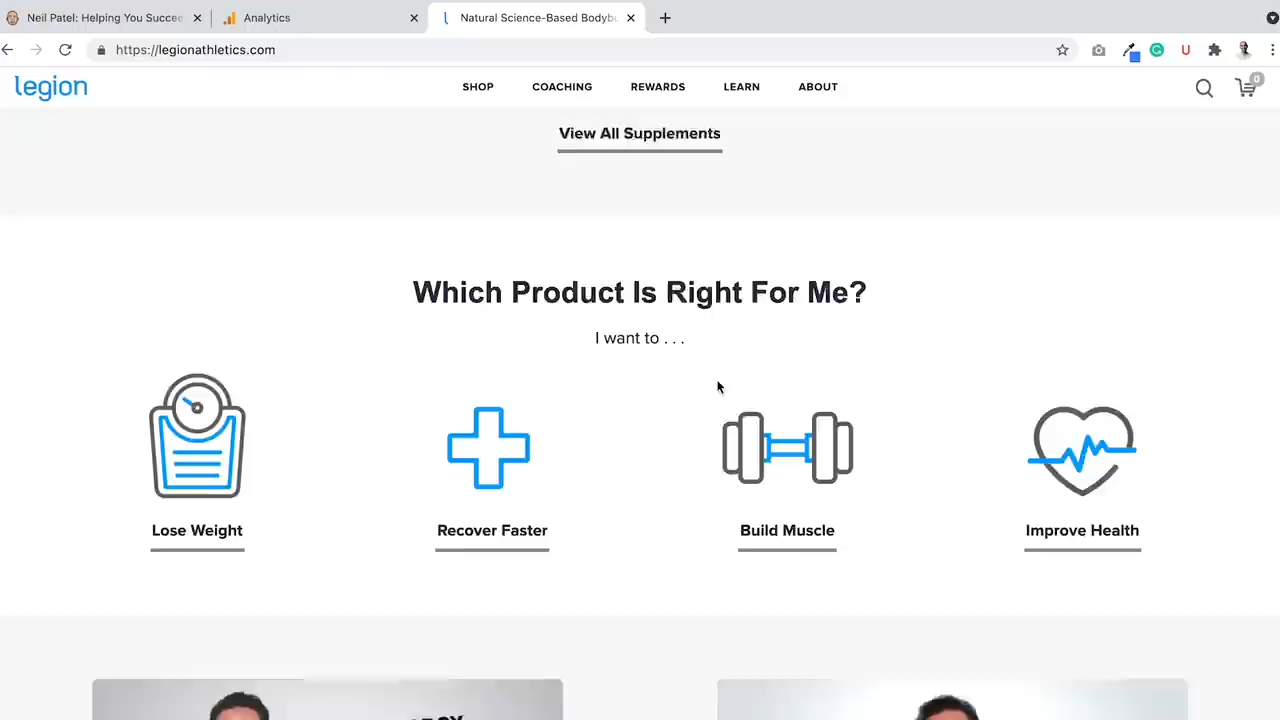 Neil Patel: Helping You Succee
Analytics
Natural Science-Based Bodybu
https://legionathletics.com
U
legion
SHOP
COACHING
REWARDS
LEARN
ABOUT
0
View All Supplements
Which Product Is Right For Me?
I want to . . .
Lose Weight
Recover Faster
Build Muscle
Improve Health